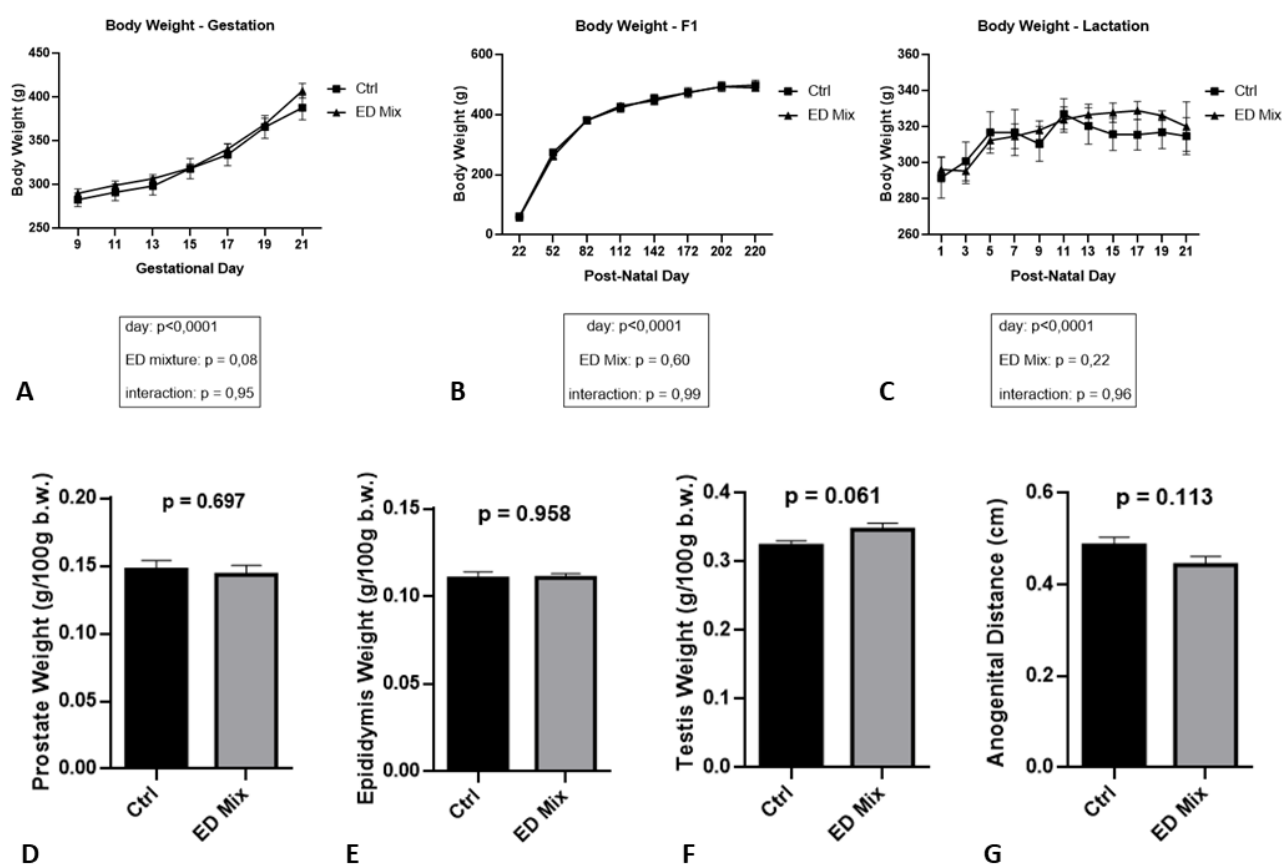 Body Weight - Gestation
450
400
350
300
250
Body Weight (g)
9 11 13 15 17 19 21
Gestational Day
Ctrl
ED Mix
day: p<0,0001
ED mixture: p = 0,08
interaction: p = 0,95
A
Body Weight - F1
600
400
200
0
Body Weight (g)
22 52 82 112 142 172 202 220
Post-Natal Day
Ctrl
ED Mix
day: p<0,0001
ED Mix: p = 0,60
interaction: p = 0,99
B
Body Weight - Lactation
360
340
320
300
280
260
Body Weight (g)
1 3 5 7 9 11 13 15 17 19 21
Post-Natal Day
Ctrl
ED Mix
day: p<0,0001
ED Mix: p = 0,22
interaction: p = 0,96
C
Prostate Weight (g/100g b.w.)
0.20
0.15
0.10
0.05
0.00
p = 0.697
Ctrl
ED Mix
D
Epididymis Weight (g/100g b.w.)
0.15
0.10
0.05
0.00
p = 0.958
Ctrl
ED Mix
E
Testis Weight (g/100g b.w.)
0.4
0.3
0.2
0.1
0.0
p = 0.061
Ctrl
ED Mix
F
Anogenital Distance (cm)
0.6
0.4
0.2
0.0
p = 0.113
Ctrl
ED Mix
G